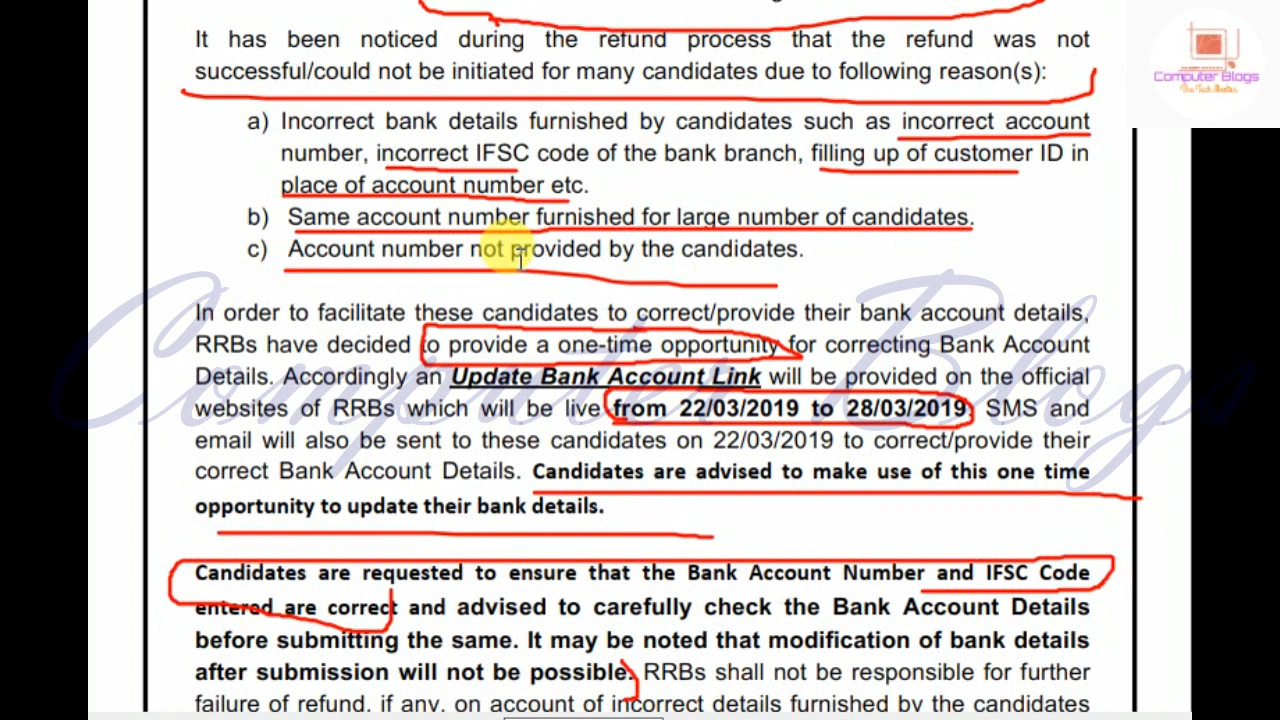 It has been noticed during the refund process that the refund was not
successful/could not be initiated for many candidates due to following reason(s):
a) Incorrect bank details furnished by candidates such as incorrect account
number, incorrect IFSC code of the bank branch, filling up of customer ID in
place of account number etc.
b) Same account number furnished for large number of candidates.
c) Account number not provided by the candidates.
In order to facilitate these candidates to correct/provide their bank account details,
RRBs have decided to provide a one-time opportunity for correcting Bank Account
Details. Accordingly an Update Bank Account Link will be provided on the official
websites of RRBs which will be live from 22/03/2019 to 28/03/2019. SMS and
email will also be sent to these candidates on 22/03/2019 to correct/provide their
correct Bank Account Details. Candidates are advised to make use of this one time
opportunity to update their bank details.
Candidates are requested to ensure that the Bank Account Number and IFSC Code
entered are correct and advised to carefully check the Bank Account Details
before submitting the same. It may be noted that modification of bank details
after submission will not be possible. RRBs shall not be responsible for further
failure of refund, if any, on account of incorrect details furnished by the candidates
Computer Blogs
Computer Blogs
The Tech Mentor